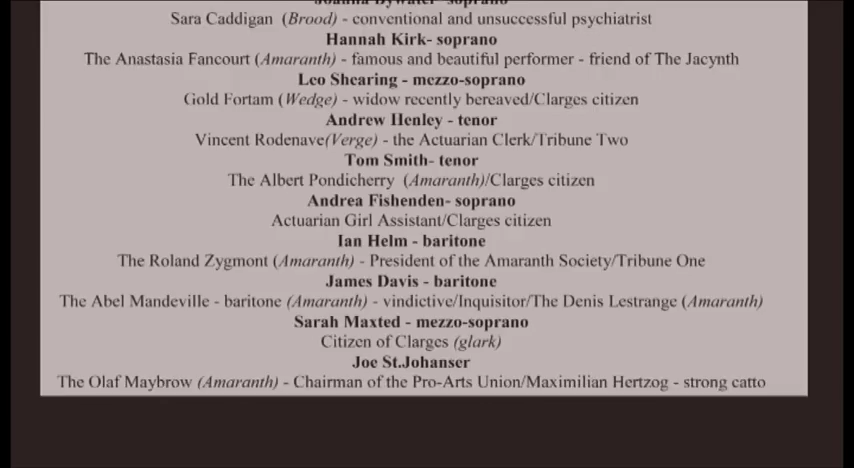 soprano
Sara Caddigan (Brood) - conventional and unsuccessful psychiatrist
Hannah Kirk- soprano
The Anastasia Fancourt (Amaranth) - famous and beautiful performer - friend of The Jacynth
Leo Shearing - mezzo-soprano
Gold Fortam (Wedge) - widow recently bereaved/Clarges citizen
Andrew Henley - tenor
Vincent Rodenave(Verge) - the Actuarian Clerk/Tribune Two
Tom Smith- tenor
The Albert Pondicherry (Amaranth)/Clarges citizen
Andrea Fishenden- soprano
Actuarian Girl Assistant/Clarges citizen
Ian Helm - baritone
The Roland Zygmont (Amaranth) - President of the Amaranth Society/Tribune One
James Davis - baritone
The Abel Mandeville - baritone (Amaranth) - vindictive/Inquisitor/The Denis Lestrange (Amaranth)
Sarah Maxted - mezzo-soprano
Citizen of Clarges (glark)
Joe St.Johanser
The Olaf Maybrow (Amaranth) - Chairman of the Pro-Arts Union/Maximilian Hertzog - strong catto